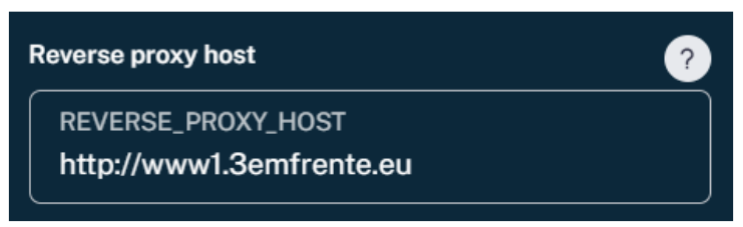 Reverse proxy host
?
REVERSE_PROXY_HOST
http://www1.3emfrente.eu